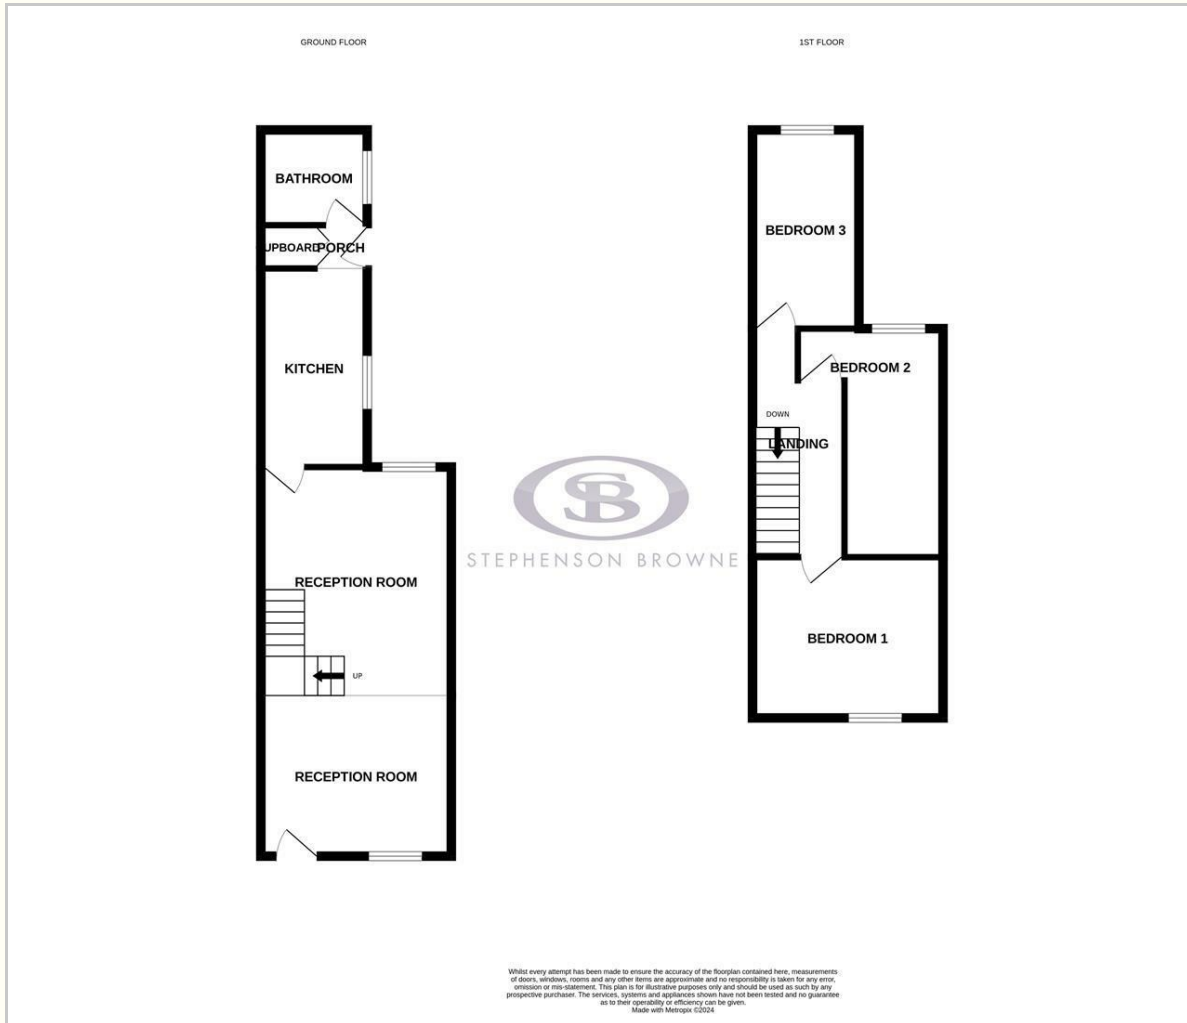 GROUND FLOOR
BATHROOM
UPBOARD
PORCH
KITCHEN
RECEPTION ROOM
UP
RECEPTION ROOM
1ST FLOOR
BEDROOM 3
BEDROOM 2
DOWN
LANDING
BEDROOM 1
SB
STEPHENSON BROWNE
Whilst every attempt has been made to ensure the accuracy of the floorplan contained here, measurements
of doors, windows, rooms and any other items are approximate and no responsibility is taken for any error,
omission or mis-statement. This plan is for illustrative purposes only and should be used as such by any
prospective purchaser. The services, systems and appliances shown have not been tested and no guarantee
as to their operability or efficiency can be given.
Made with Metropix ©2024